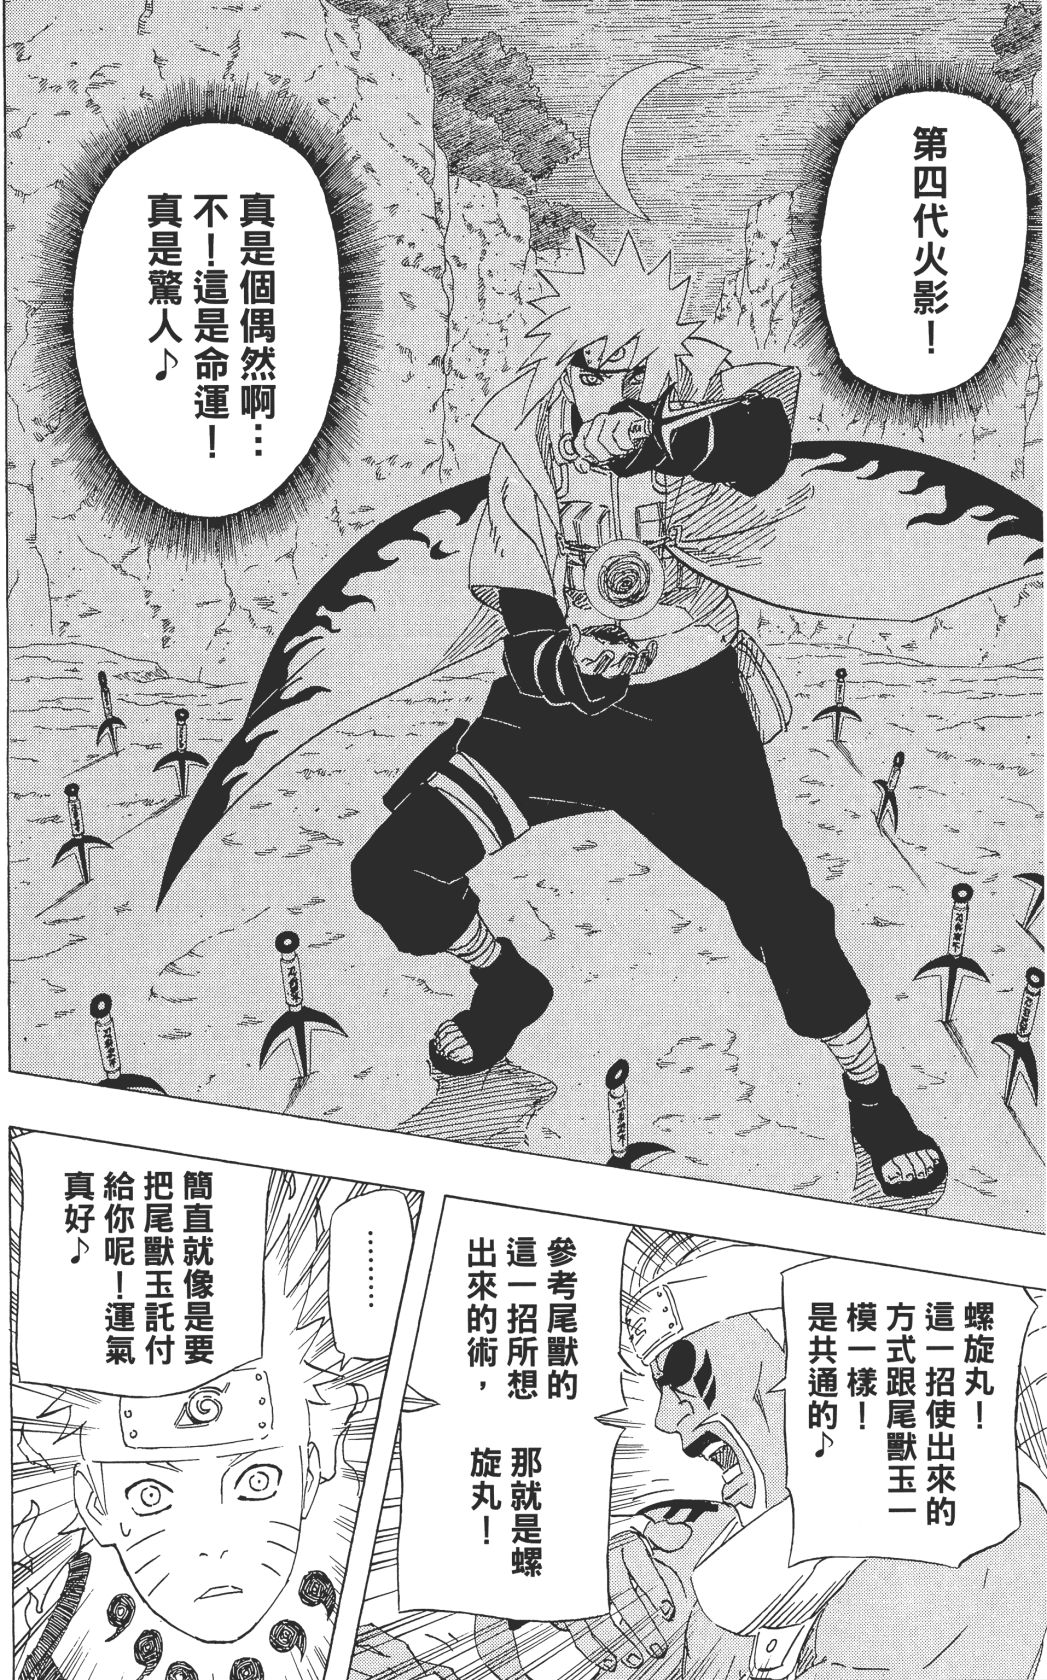 第四代火影！
真是個偶然啊…
不！這是命運！
真是驚人♪
螺旋丸！
這一招使出來的
方式跟尾獸玉一
模一樣！
是共通的♪
參考尾獸的
這一招所想
出來的術，
那就是螺
旋丸！
………
簡直就像是要
把尾獸玉託付
給你呢！運氣
真好♪